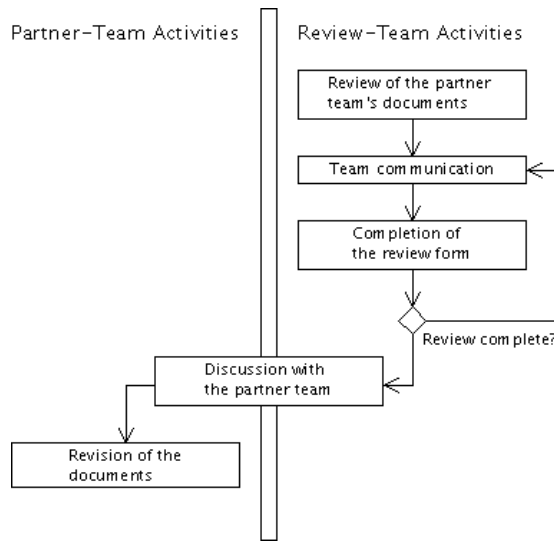 Partner-Team Activities
Review-Team Activities
Review of the partner
team's documents
Team communication
Completion of
the review form
Review complete?
Discussion with
the partner team
Revision of the
documents